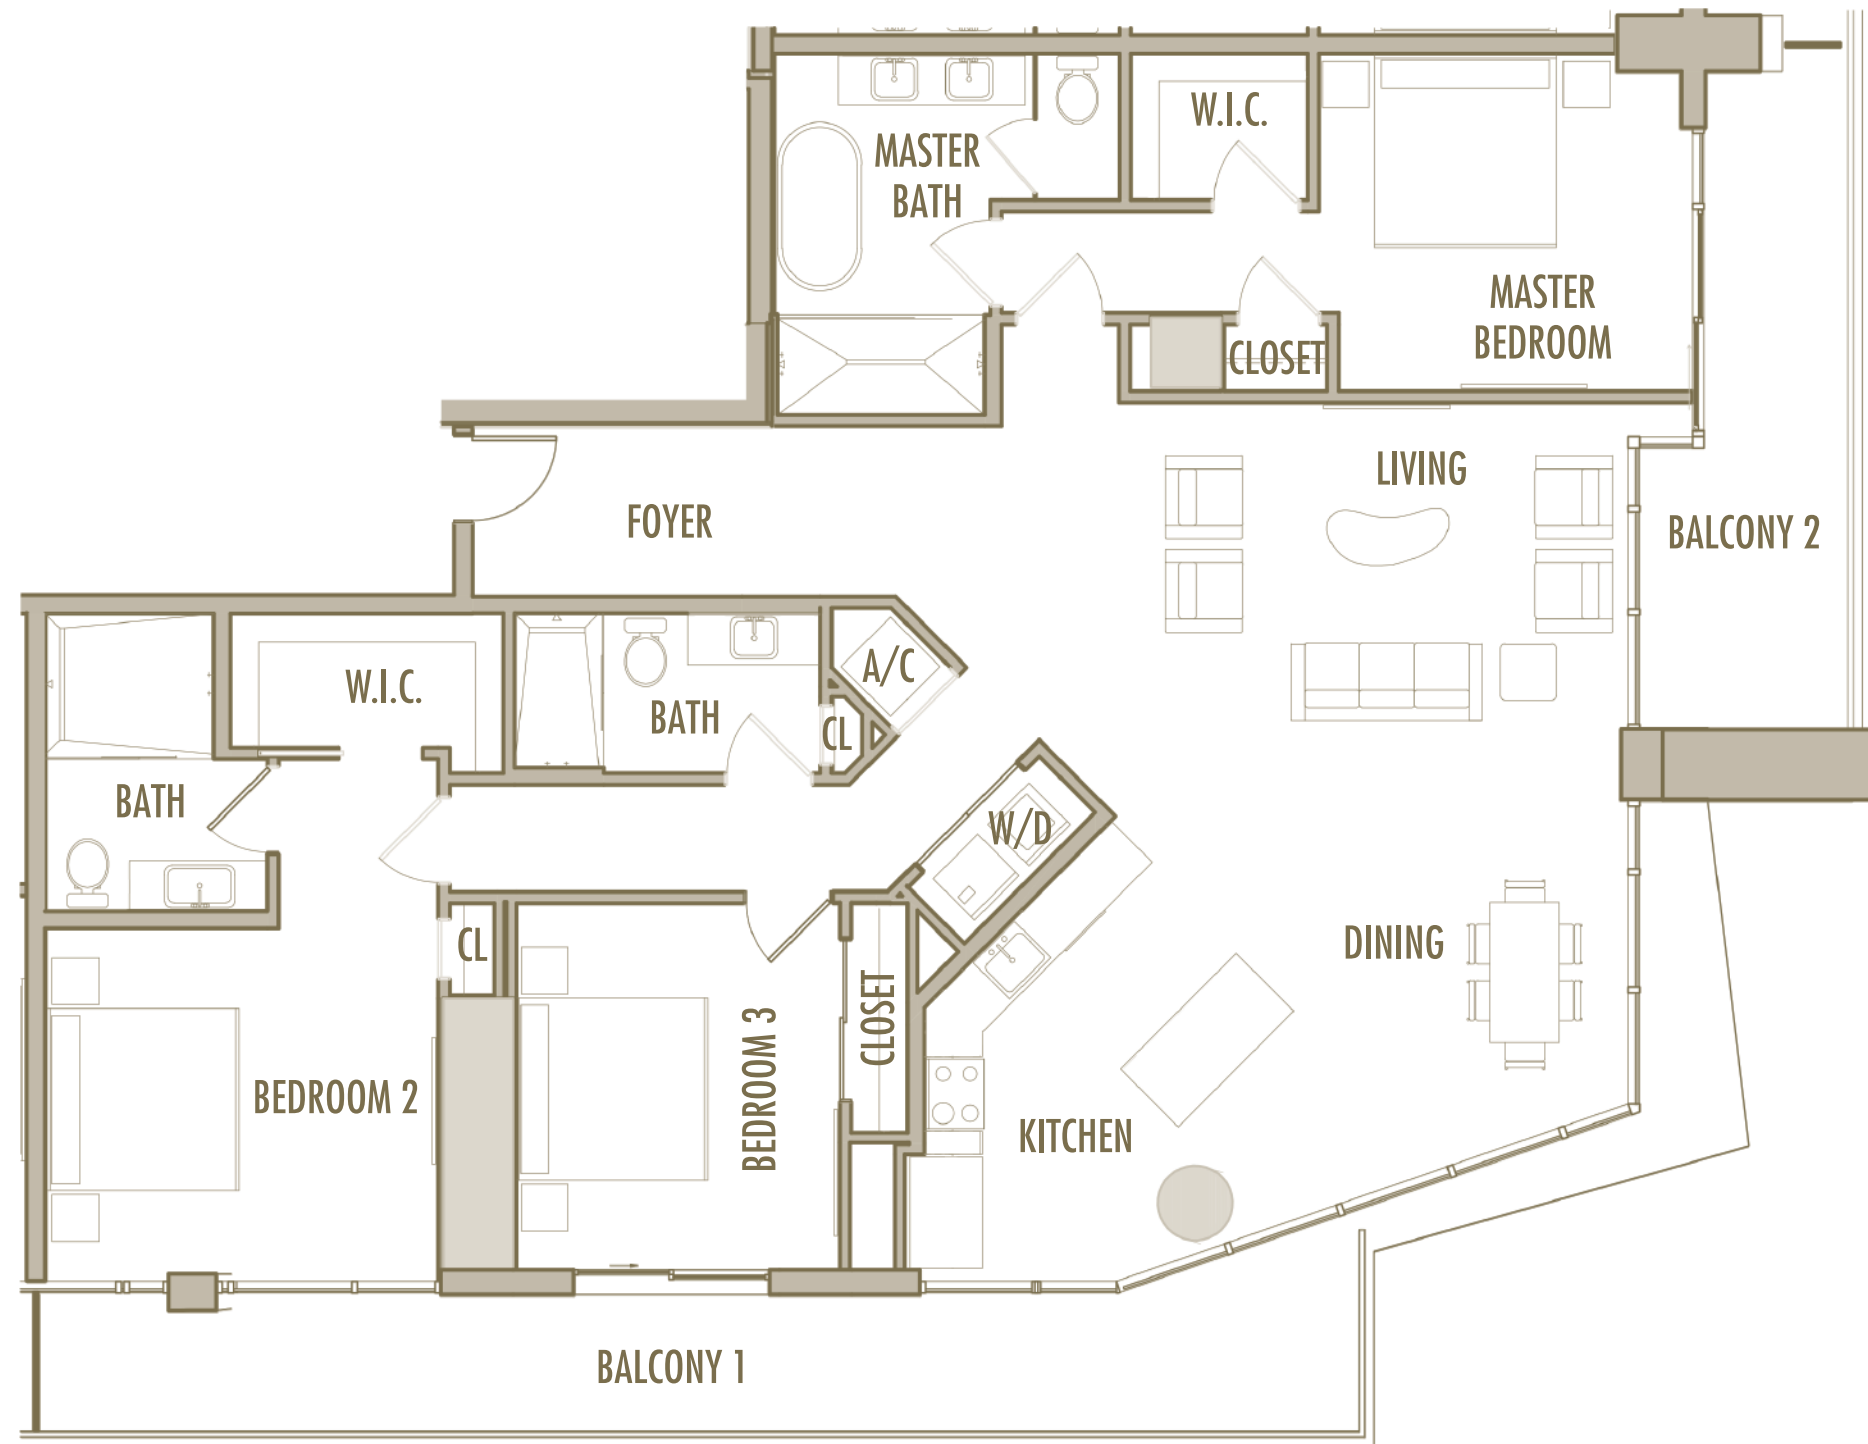 W.I.C.
MASTER
BATH
MASTER
BEDROOM
CLOSET
LIVING
FOYER
BALCONY 2
A/C
W.I.C.
BATH
CL
BATH
W/D
DINING
CL
CLOSET
BEDROOM 3
BEDROOM 2
KITCHEN
BALCONY 1